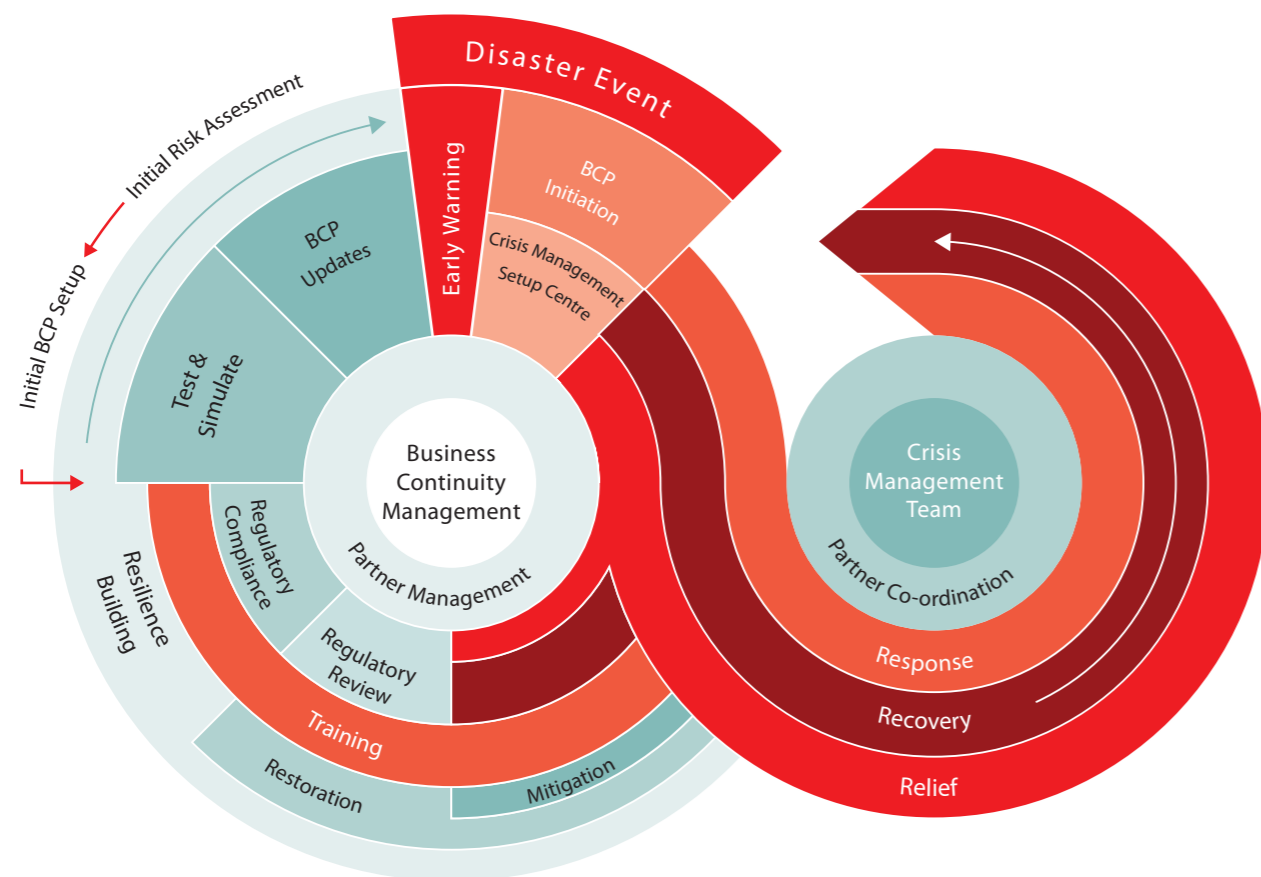 Disaster Event
Initial Risk Assessment
Initial BCP Setup
Early Warning
BCP
Initiation
Crisis Management
Setup Centre
BCP
Updates
Test &
Simulate
Business
Continuity
Management
Partner Management
Crisis
Management
Team
Partner Co-ordination
Regulatory
Compliance
Regulatory
Review
Resilience
Building
Training
Restoration
Mitigation
Response
Recovery
Relief